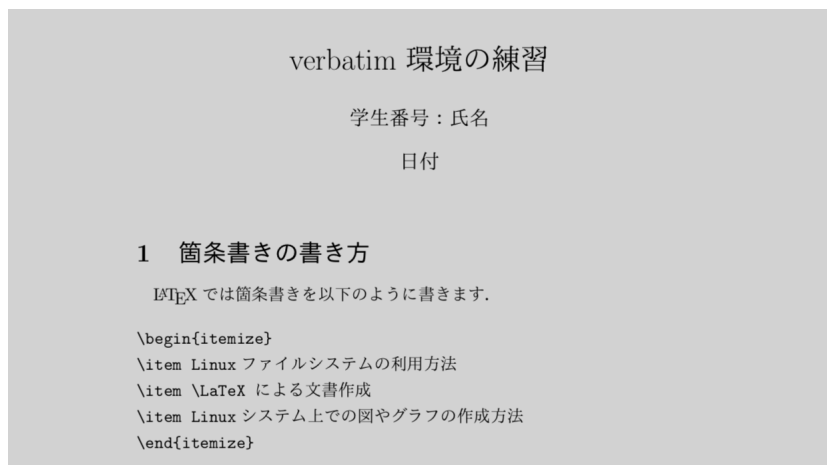 verbatim 環境の練習
学生番号：氏名
日付
1 箇条書きの書き方
LATEX では箇条書きを以下のように書きます.
\begin{itemize}
\item Linux ファイルシステムの利用方法
\item \LaTeX による文書作成
\item Linux システム上での図やグラフの作成方法
\end{itemize}